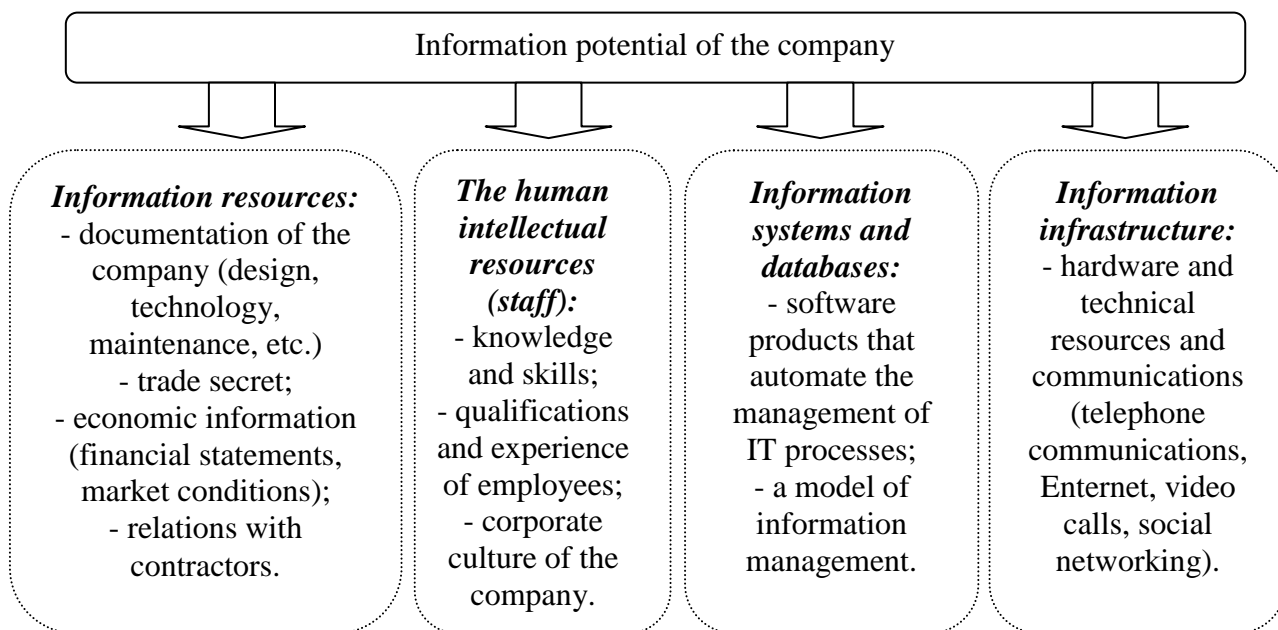 Information potential of the company
Information resources:
- documentation of the
company (design,
technology,
maintenance, etc.)
- trade secret;
- economic information
(financial statements,
market conditions);
- relations with
contractors.
The human
intellectual
resources
(staff):
- knowledge
and skills;
- qualifications
and experience
of employees;
- corporate
culture of the
company.
Information
systems and
databases:
- software
products that
automate the
management of
IT processes;
- a model of
information
management.
Information
infrastructure:
- hardware and
technical
resources and
communications
(telephone
communications,
Enternet, video
calls, social
networking).